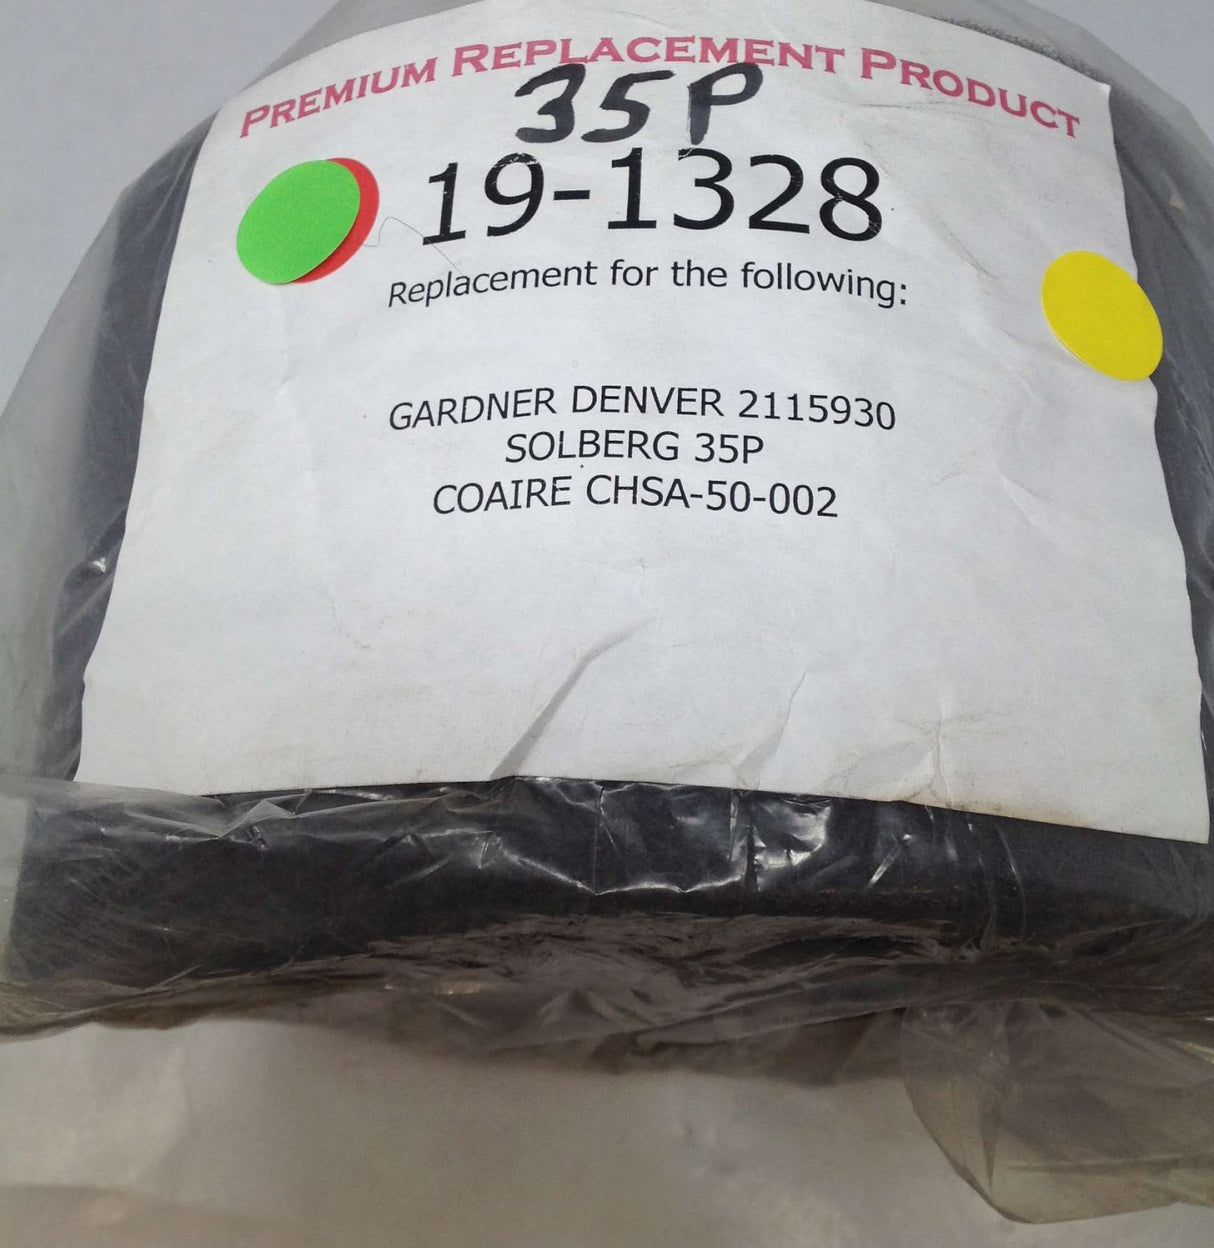 PREMIUM REPLACEMENT PRODUCT
35P
19-1328
Replacement for the following:
GARDNER DENVER 2115930
SOLBERG 35P
COAIRE CHSA-50-002